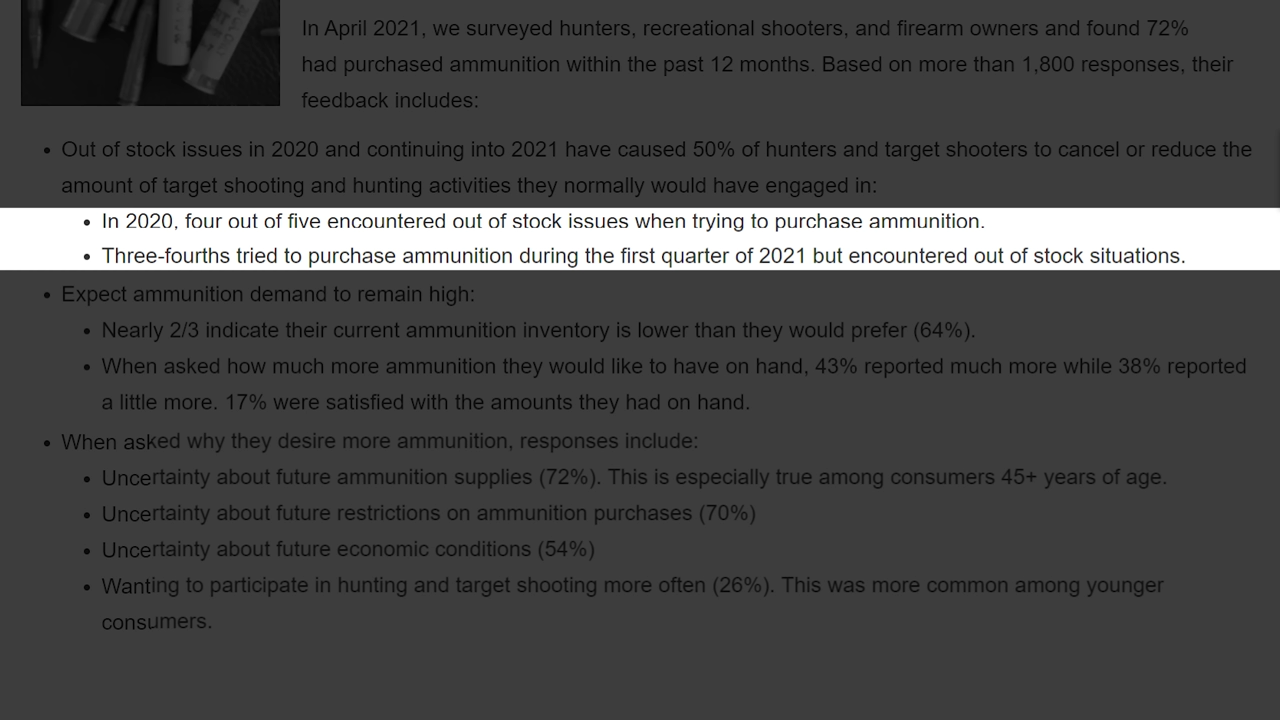 In April 2021, we surveyed hunters, recreational shooters, and firearm owners and found 72%
had purchased ammunition within the past 12 months. Based on more than 1,800 responses, their
feedback includes:
• Out of stock issues in 2020 and continuing into 2021 have caused 50% of hunters and target shooters to cancel or reduce the
amount of target shooting and hunting activities they normally would have engaged in:
• In 2020, four out of five encountered out of stock issues when trying to purchase ammunition.
• Three-fourths tried to purchase ammunition during the first quarter of 2021 but encountered out of stock situations.
• Expect ammunition demand to remain high:
• Nearly 2/3 indicate their current ammunition inventory is lower than they would prefer (64%).
• When asked how much more ammunition they would like to have on hand, 43% reported much more while 38% reported
a little more. 17% were satisfied with the amounts they had on hand.
• When asked why they desire more ammunition, responses include:
• Uncertainty about future ammunition supplies (72%). This is especially true among consumers 45+ years of age.
• Uncertainty about future restrictions on ammunition purchases (70%)
• Uncertainty about future economic conditions (54%)
• Wanting to participate in hunting and target shooting more often (26%). This was more common among younger
consumers.